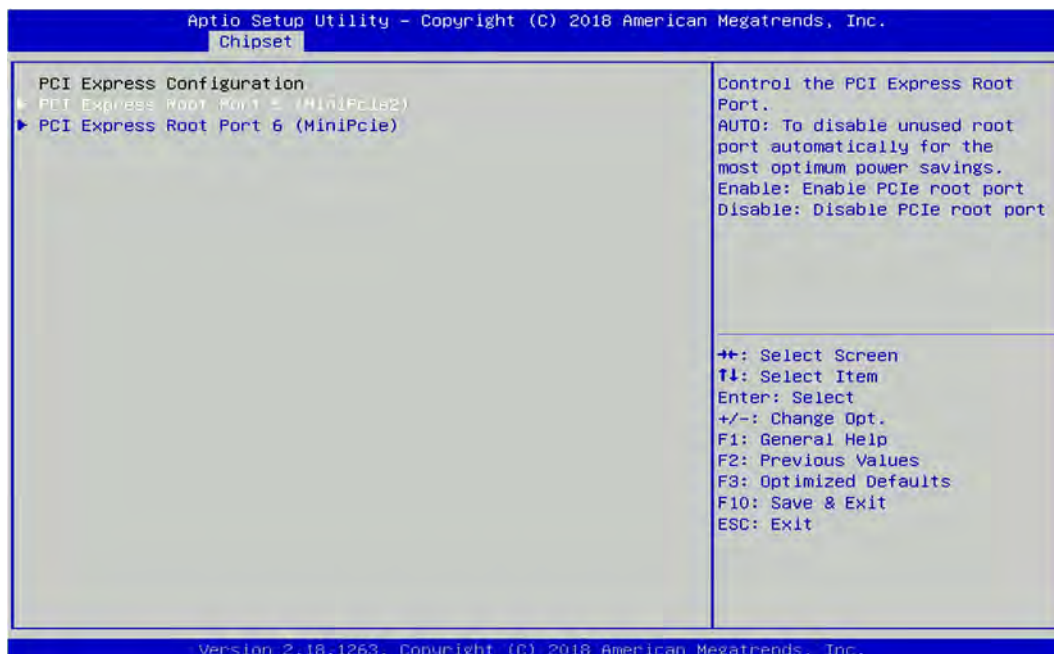 Aptio Setup Utility – Copyright (C) 2018 American Megatrends, Inc.
Chipset
PCI Express Configuration
▶ PCI Express Root Port 5 (MiniPcie2)
▶ PCI Express Root Port 6 (MiniPcie)
Control the PCI Express Root
Port.
AUTO: To disable unused root
port automatically for the
most optimum power savings.
Enable: Enable PCIe root port
Disable: Disable PCIe root port
→←: Select Screen
↑↓: Select Item
Enter: Select
+/-: Change Opt.
F1: General Help
F2: Previous Values
F3: Optimized Defaults
F10: Save & Exit
ESC: Exit
Version 2.18.1263. Copyright (C) 2018 American Megatrends, Inc.